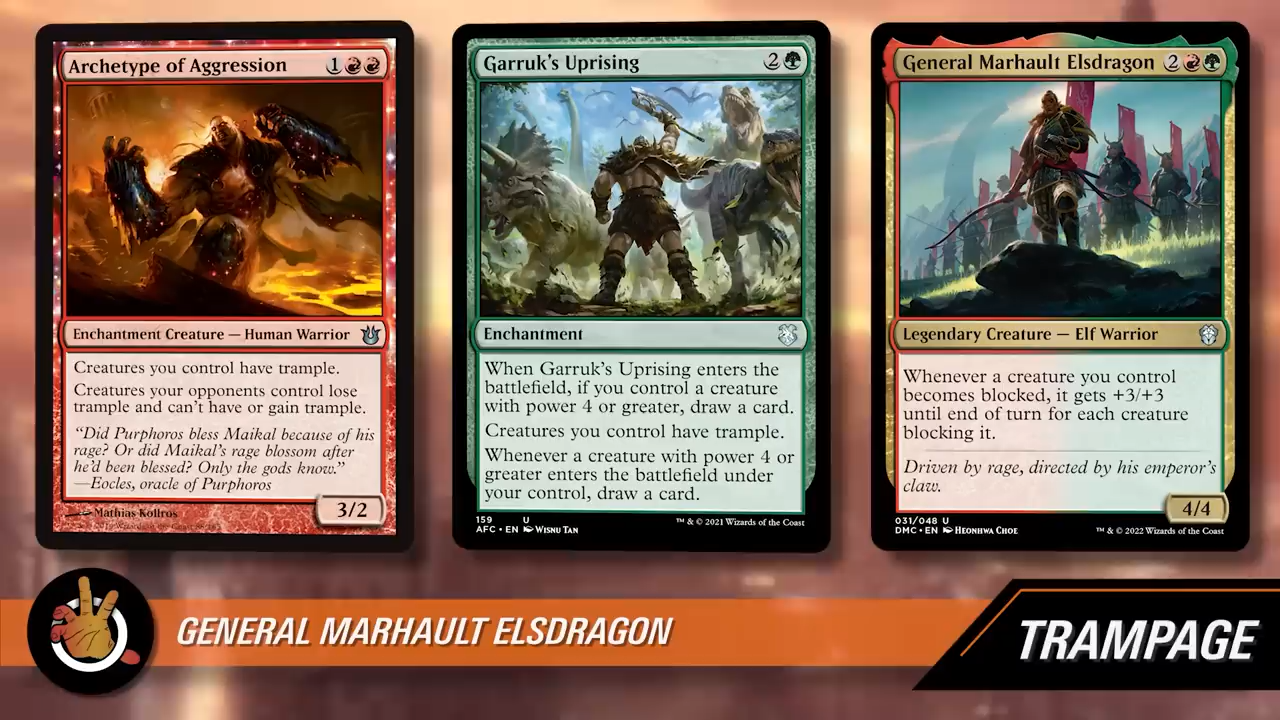 Archetype of Aggression 1
Enchantment Creature — Human Warrior
Creatures you control have trample.
Creatures your opponents control lose
trample and can't have or gain trample.
“Did Purphoros bless Maikal because of his
rage? Or did Maikal's rage blossom after
he'd been blessed? Only the gods know.”
—Eocles, oracle of Purphoros
3/2
Mathias Kollros
Garruk's Uprising 2
Enchantment
When Garruk's Uprising enters the
battlefield, if you control a creature
with power 4 or greater, draw a card.
Creatures you control have trample.
Whenever a creature with power 4 or
greater enters the battlefield under
your control, draw a card.
159 U
AFC • EN Wisnu Tan
™ & © 2021 Wizards of the Coast
General Marhault Elsdragon 2
Legendary Creature — Elf Warrior
Whenever a creature you control
becomes blocked, it gets +3/+3
until end of turn for each creature
blocking it.
Driven by rage, directed by his emperor's
claw.
4/4
031/048 U
DMC • EN Heonhwa Choe
™ & © 2022 Wizards of the Coast
GENERAL MARHAULT ELSDRAGON
TRAMPAGE